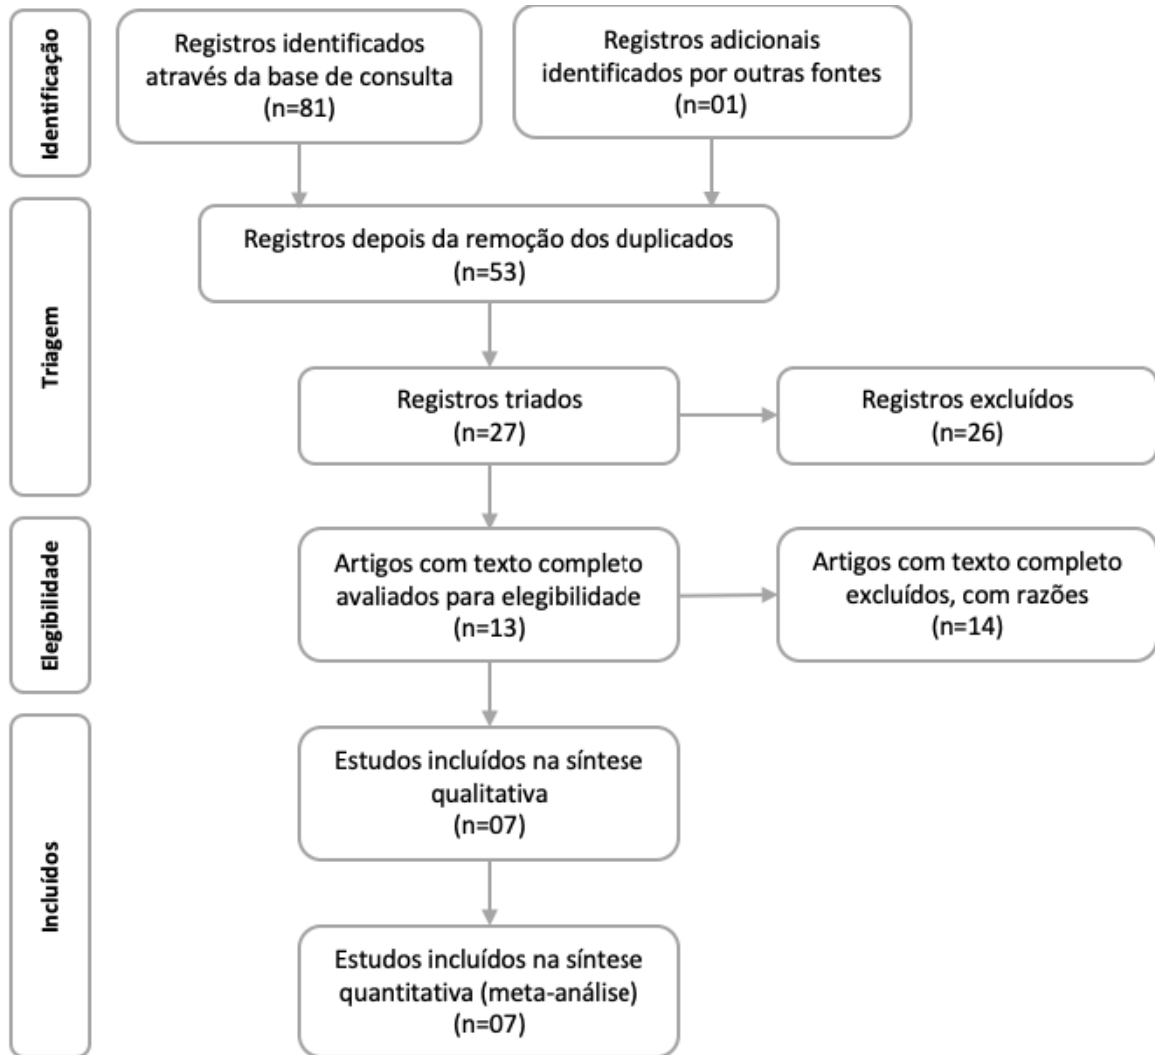 Identificação
Registros identificados
através da base de consulta
(n=81)
Registros adicionais
identificados por outras fontes
(n=01)
Triagem
Registros depois da remoção dos duplicados
(n=53)
Registros triados
(n=27)
Registros excluídos
(n=26)
Elegibilidade
Artigos com texto completo
avaliados para elegibilidade
(n=13)
Artigos com texto completo
excluídos, com razões
(n=14)
Incluídos
Estudos incluídos na síntese
qualitativa
(n=07)
Estudos incluídos na síntese
quantitativa (meta-análise)
(n=07)